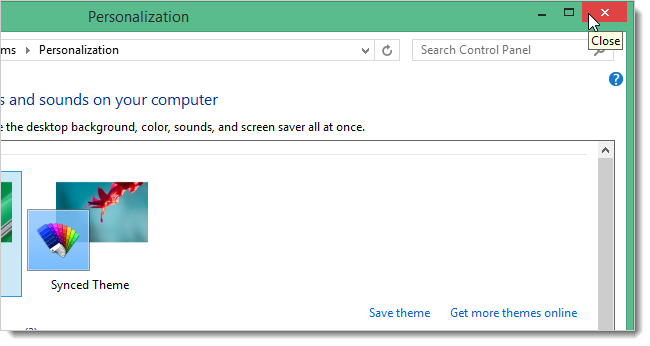 Personalization
ms Personalization
Search Control Panel
Close
s and sounds on your computer
e the desktop background, color, sounds, and screen saver all at once.
Synced Theme
Save theme Get more themes online